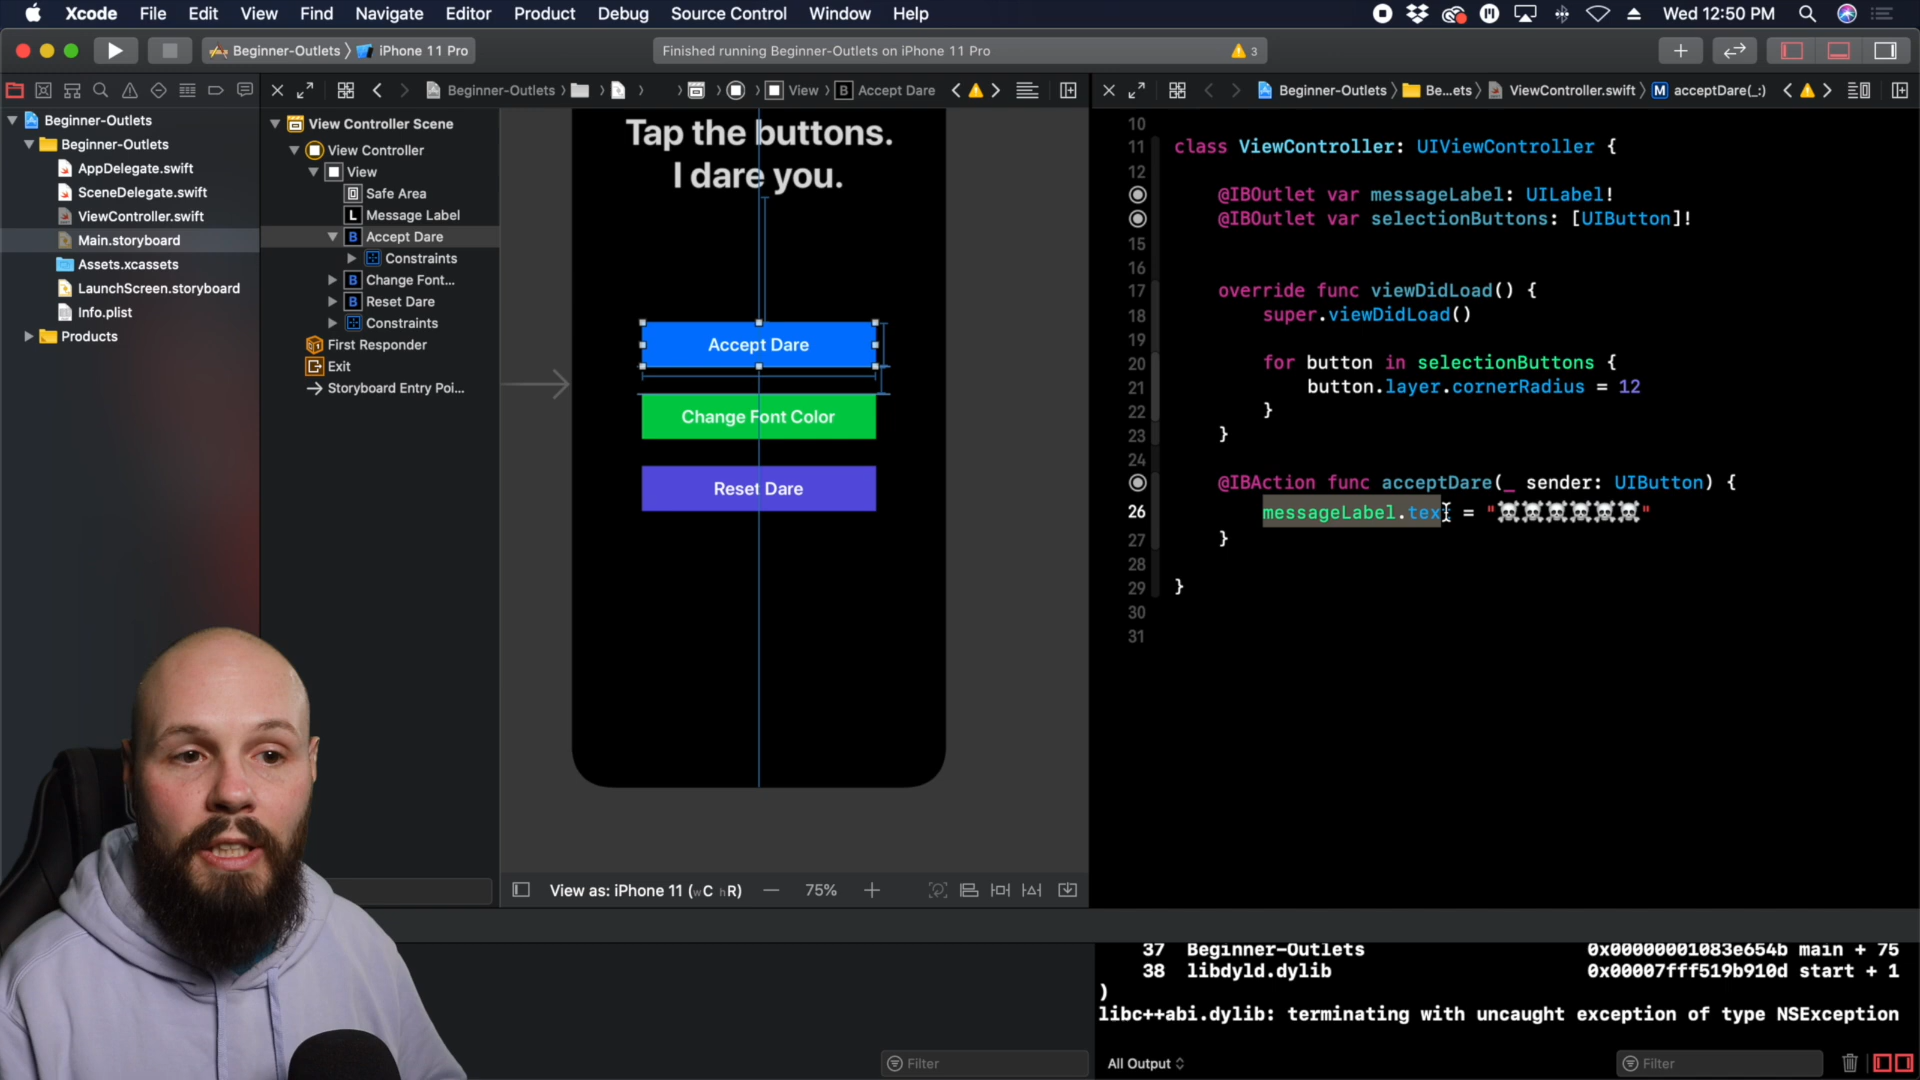 Xcode File Edit View Find Navigate Editor Product Debug Source Control Window Help Wed 12:50 PM
Beginner-Outlets iPhone 11 Pro Finished running Beginner-Outlets on iPhone 11 Pro 3
Beginner-Outlets View B Accept Dare
Beginner-Outlets Be...ets ViewController.swift M acceptDare(_:)
Beginner-Outlets
Beginner-Outlets
AppDelegate.swift
SceneDelegate.swift
ViewController.swift
Main.storyboard
Assets.xcassets
LaunchScreen.storyboard
Info.plist
Products
View Controller Scene
View Controller
View
Safe Area
L Message Label
B Accept Dare
Constraints
B Change Font...
B Reset Dare
Constraints
First Responder
Exit
Storyboard Entry Poi...
Tap the buttons.
I dare you.
Accept Dare
Change Font Color
Reset Dare
View as: iPhone 11 (wC hR) — 75% +
10
11 class ViewController: UIViewController {
12
@IBOutlet var messageLabel: UILabel!
@IBOutlet var selectionButtons: [UIButton]!
15
16
17 override func viewDidLoad() {
18 super.viewDidLoad()
19
20 for button in selectionButtons {
21 button.layer.cornerRadius = 12
22 }
23 }
24
@IBAction func acceptDare(_ sender: UIButton) {
26 messageLabel.text = "☠️☠️☠️☠️☠️☠️"
27 }
28
29 }
30
31
37 Beginner-Outlets 0x00000001083e654b main + 75
38 libdyld.dylib 0x00007fff519b910d start + 1
)
libc++abi.dylib: terminating with uncaught exception of type NSException
Filter All Output Filter